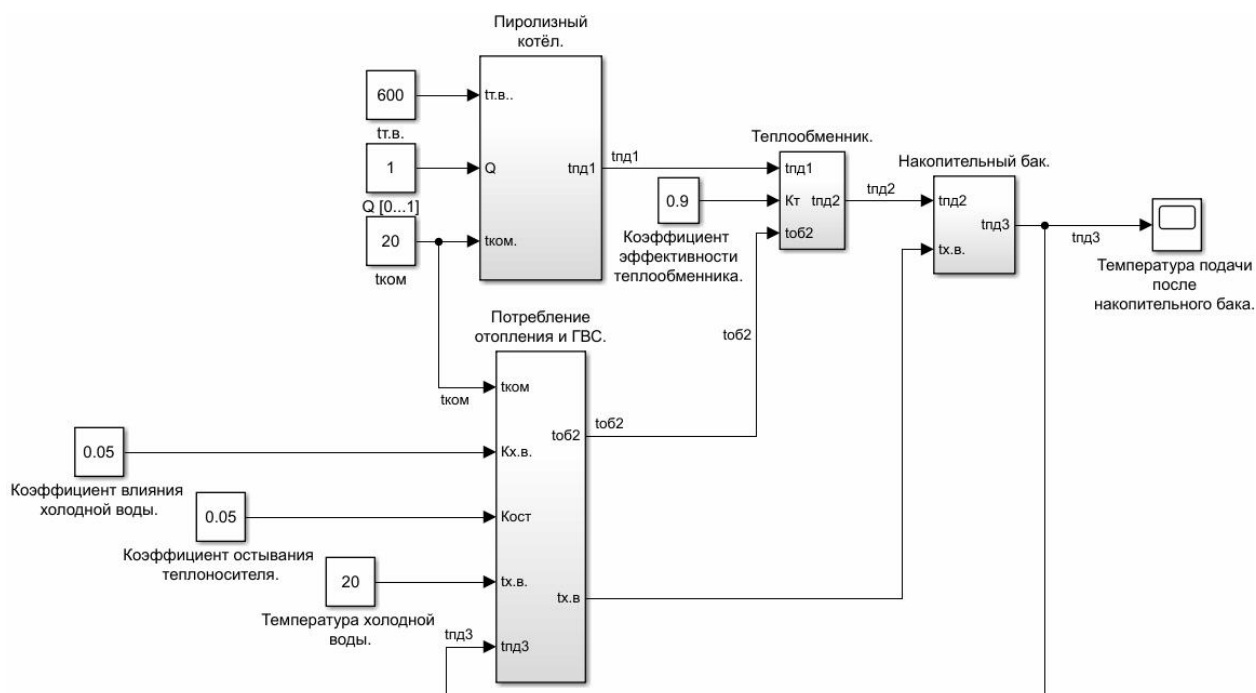 Пиролизный
котёл.
600
tт.в..
tт.в.
1
Q
tпд1
tпд1
Q [0...1]
20
tком.
tком
Теплообменник.
tпд1
0.9
Кт
tпд2
tоб2
Коэффициент
эффективности
теплообменника.
tпд2
Накопительный бак.
tпд2
tпд3
tх.в.
tпд3
Температура подачи
после
накопительного бака.
Потребление
отопления и ГВС.
tоб2
tком
tком
tоб2
tоб2
0.05
Кх.в.
Коэффициент влияния
холодной воды.
0.05
Кост
Коэффициент остывания
теплоносителя.
20
tх.в.
tх.в
Температура холодной
воды.
tпд3
tпд3